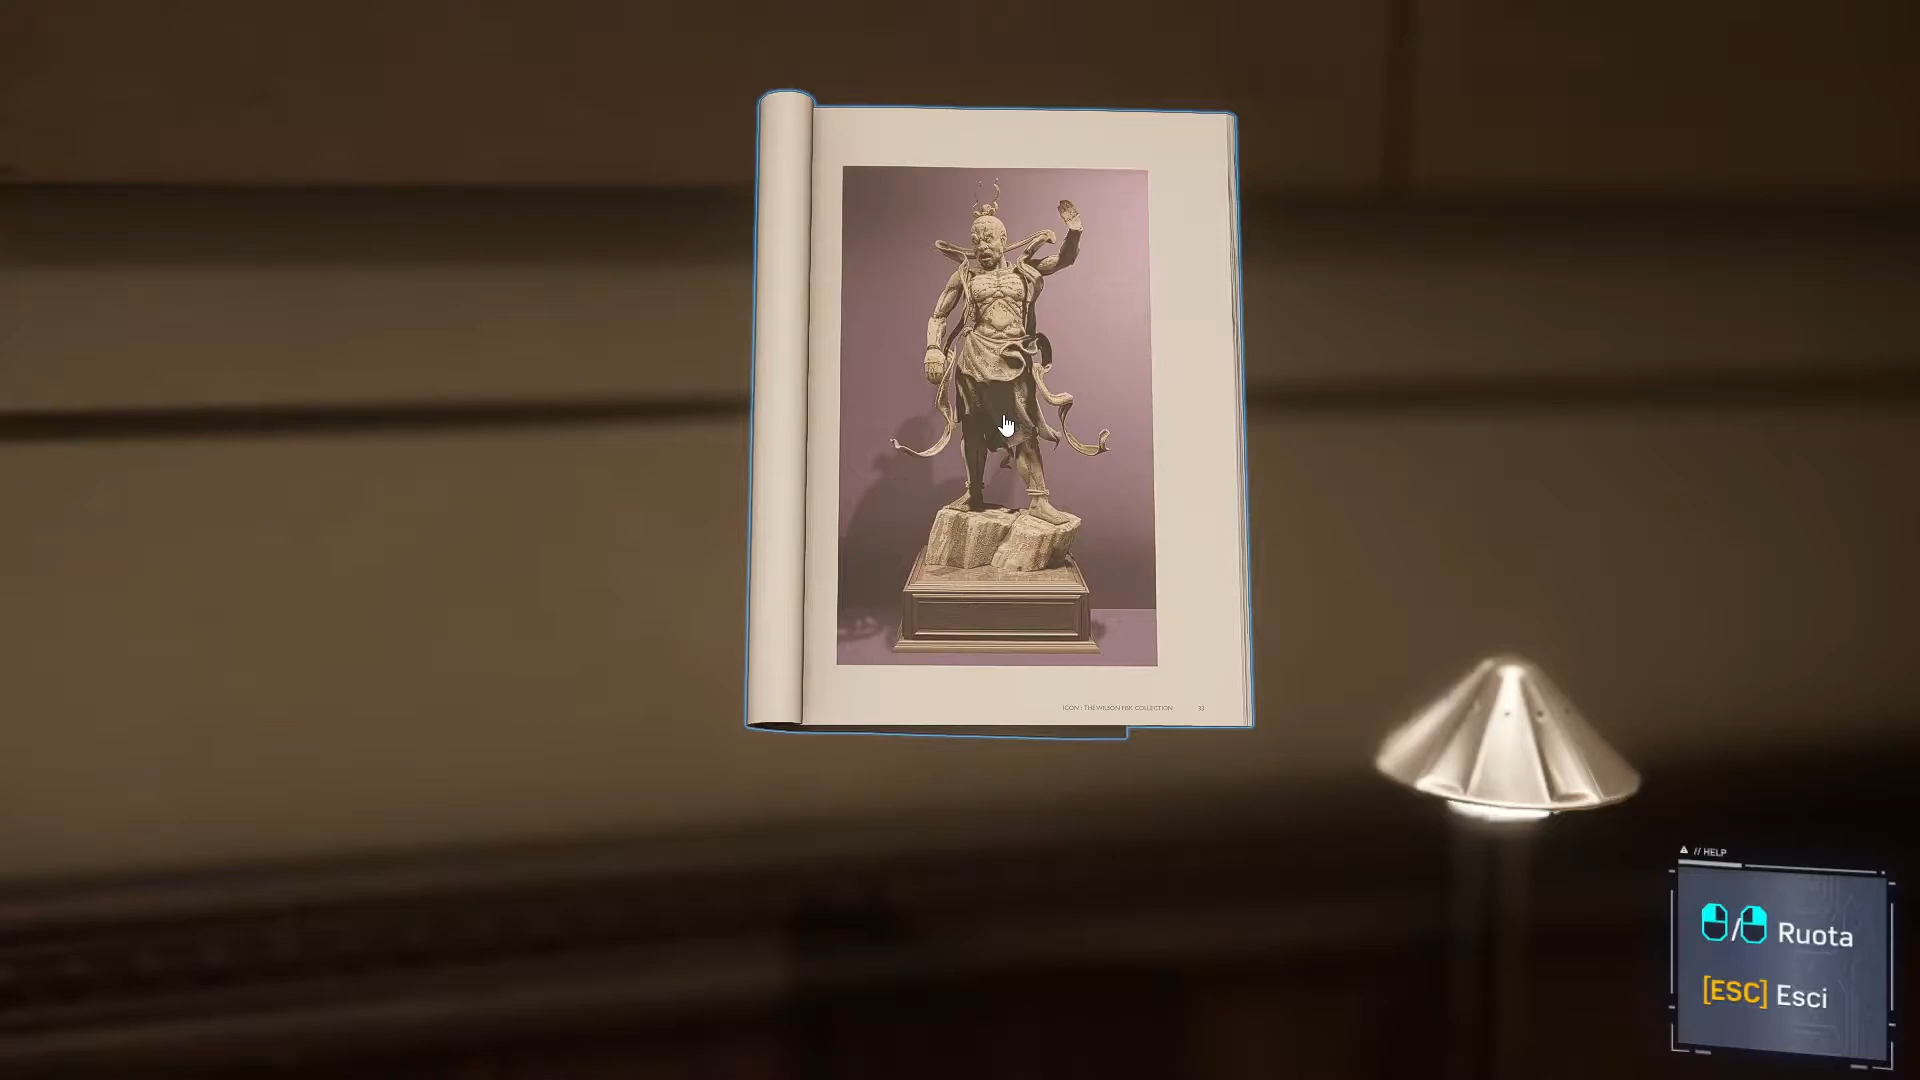 ICON : THE WILSON FISK COLLECTION 33
// HELP
/ Ruota
[ESC] Esci